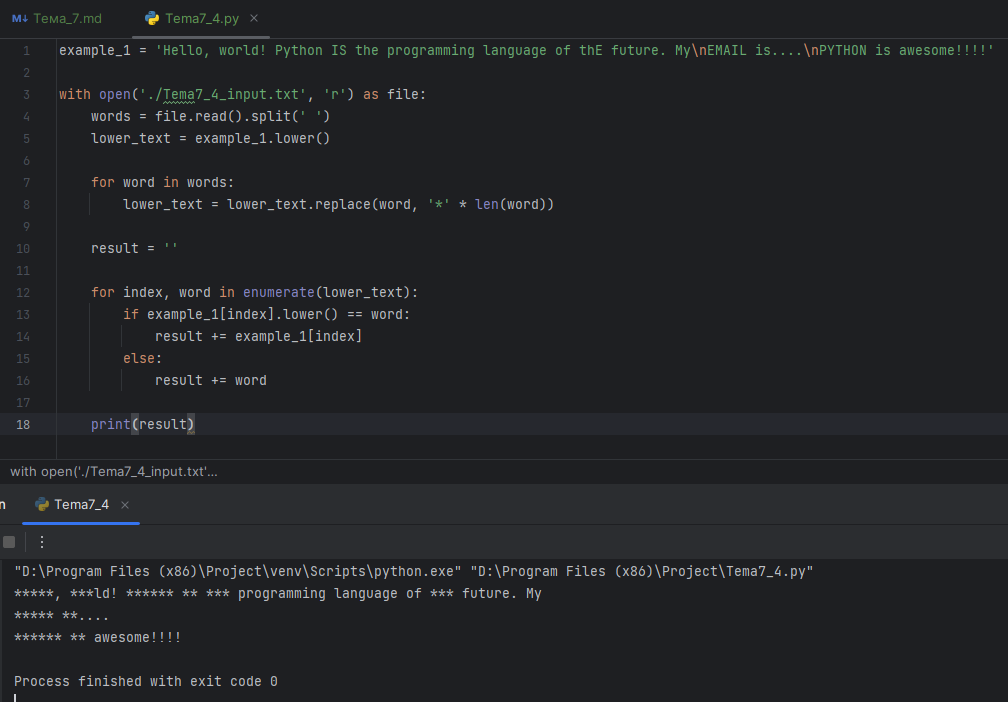 M↓ Тема_7.md Tema7_4.py ×
1 example_1 = 'Hello, world! Python IS the programming language of thE future. My\nEMAIL is....\nPYTHON is awesome!!!!'
2
3 with open('./Tema7_4_input.txt', 'r') as file:
4 words = file.read().split(' ')
5 lower_text = example_1.lower()
6
7 for word in words:
8 lower_text = lower_text.replace(word, '*' * len(word))
9
10 result = ''
11
12 for index, word in enumerate(lower_text):
13 if example_1[index].lower() == word:
14 result += example_1[index]
15 else:
16 result += word
17
18 print(result)
with open('./Tema7_4_input.txt'...
n Tema7_4 ×
"D:\Program Files (x86)\Project\venv\Scripts\python.exe" "D:\Program Files (x86)\Project\Tema7_4.py"
*****, ***ld! ****** ** *** programming language of *** future. My
***** **....
****** ** awesome!!!!
Process finished with exit code 0